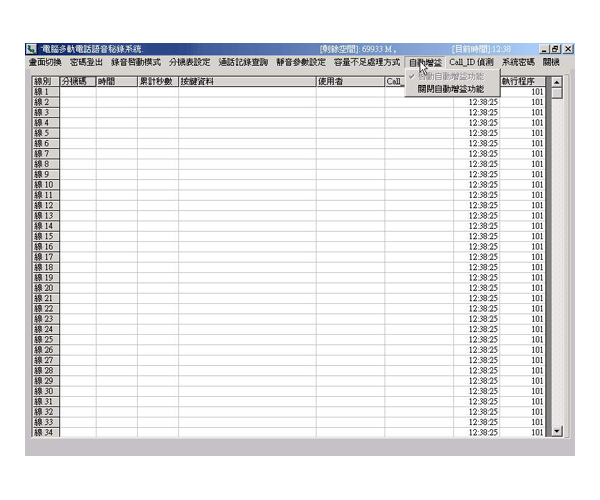 電腦多軌電話語音秘錄系統 [剩餘空間]: 69933 M , [目前時間]:12:38
畫面切換 密碼登出 錄音啟動模式 分機表設定 通話記錄查詢 靜音參數設定 容量不足處理方式 自動增益 Call_ID 偵測 系統密碼 關機
啟動自動增益功能
關閉自動增益功能
線別 分機碼 時間 累計秒數 按鍵資料 使用者 Call_ 執行程序
線 1 101
線 2 12:38:25 101
線 3 12:38:25 101
線 4 12:38:25 101
線 5 12:38:25 101
線 6 12:38:25 101
線 7 12:38:25 101
線 8 12:38:25 101
線 9 12:38:25 101
線 10 12:38:25 101
線 11 12:38:25 101
線 12 12:38:25 101
線 13 12:38:25 101
線 14 12:38:25 101
線 15 12:38:25 101
線 16 12:38:25 101
線 17 12:38:25 101
線 18 12:38:25 101
線 19 12:38:25 101
線 20 12:38:25 101
線 21 12:38:25 101
線 22 12:38:25 101
線 23 12:38:25 101
線 24 12:38:25 101
線 25 12:38:25 101
線 26 12:38:25 101
線 27 12:38:25 101
線 28 12:38:25 101
線 29 12:38:25 101
線 30 12:38:25 101
線 31 12:38:25 101
線 32 12:38:25 101
線 33 12:38:25 101
線 34 12:38:25 101